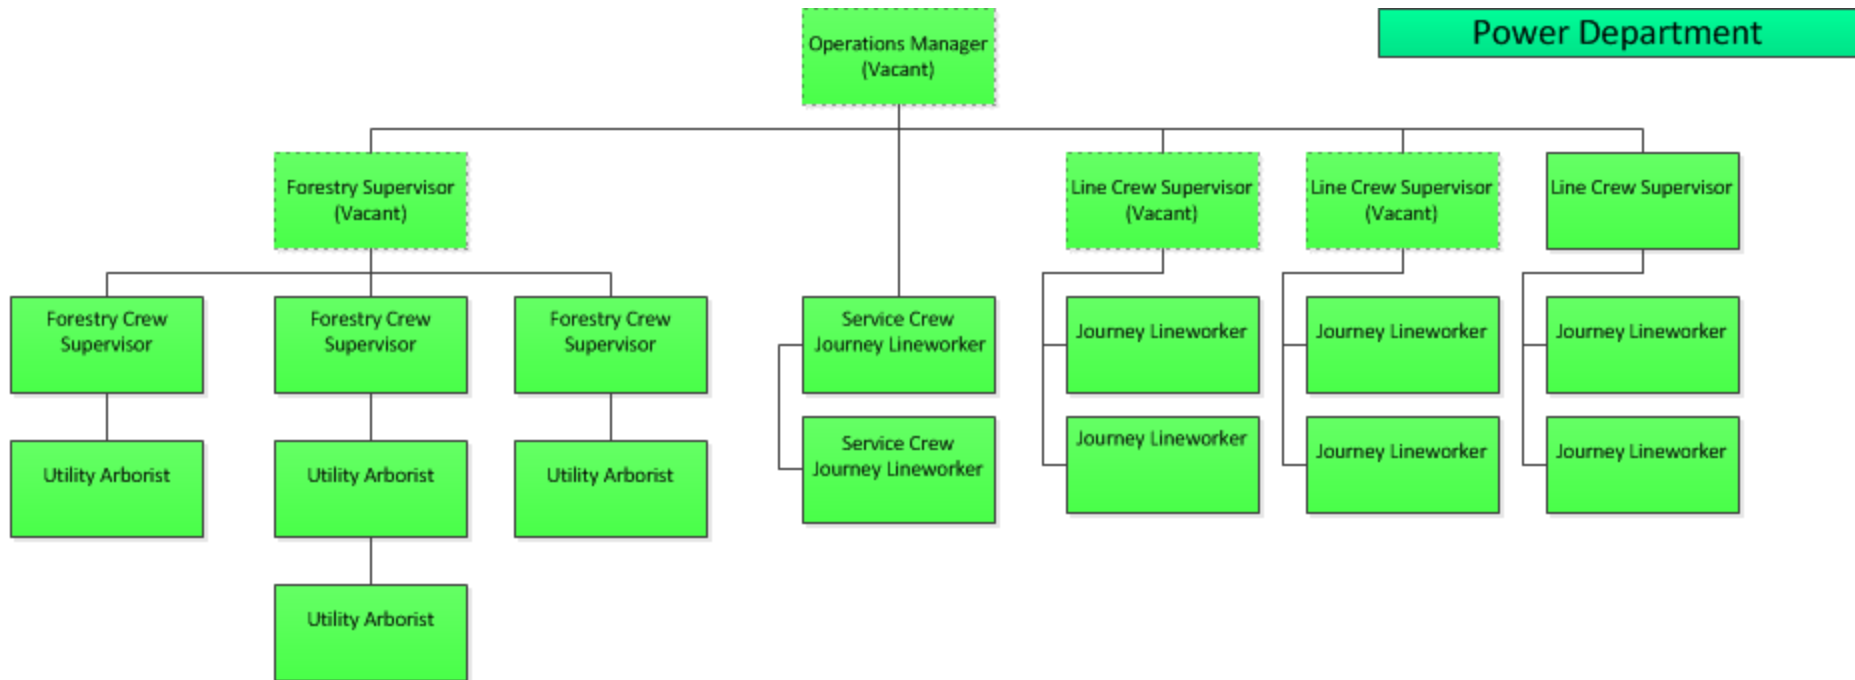 Power Department
Operations Manager
(Vacant)
Forestry Supervisor
(Vacant)
Line Crew Supervisor
(Vacant)
Line Crew Supervisor
(Vacant)
Line Crew Supervisor
Forestry Crew
Supervisor
Forestry Crew
Supervisor
Forestry Crew
Supervisor
Service Crew
Journey Lineworker
Journey Lineworker
Journey Lineworker
Journey Lineworker
Utility Arborist
Utility Arborist
Utility Arborist
Service Crew
Journey Lineworker
Journey Lineworker
Journey Lineworker
Journey Lineworker
Utility Arborist